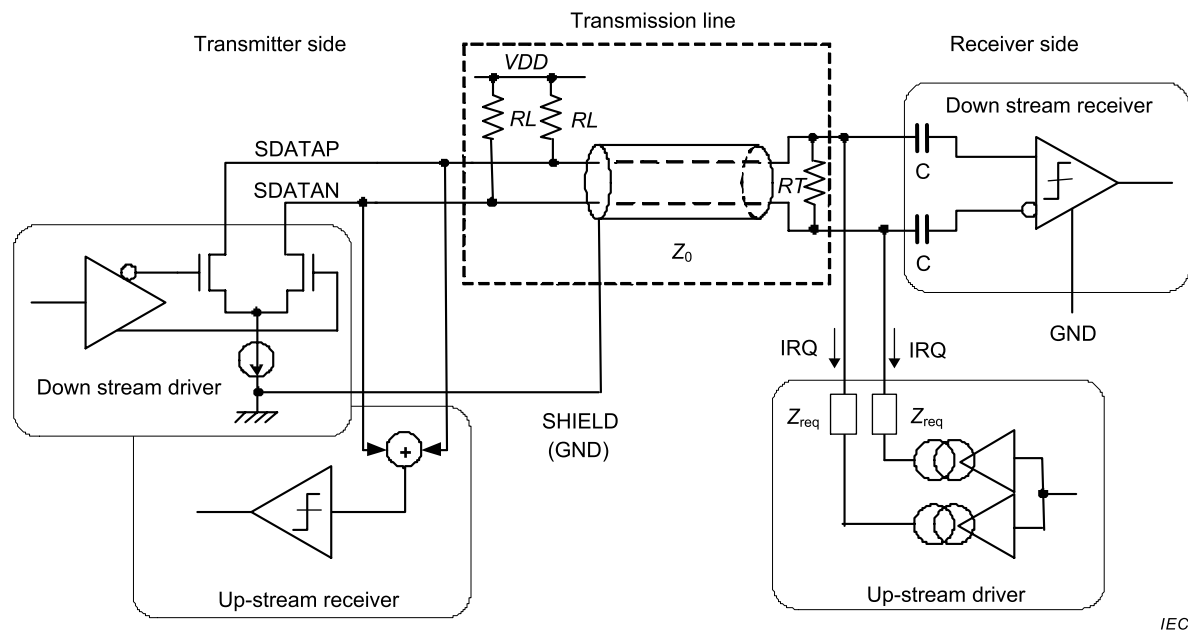 Transmission line
Transmitter side
Receiver side
VDD
RL
RL
Down stream receiver
SDATAP
SDATAN
RT
C
C
Z0
GND
IRQ
IRQ
Down stream driver
SHIELD
(GND)
Zreq
Zreq
+
Up-stream receiver
Up-stream driver
IEC